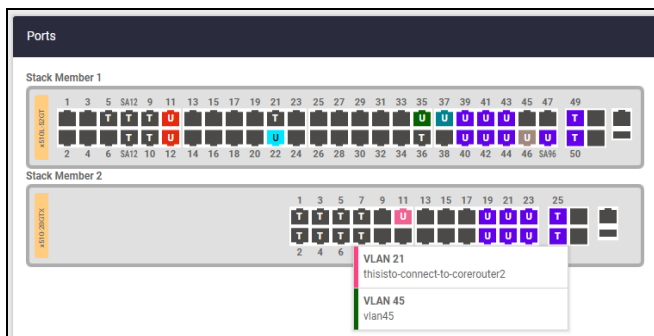 Ports
Stack Member 1
x510L-52GT
1 3 5 SA12 9 11 13 15 17 19 21 23 25 27 29 31 33 35 37 39 41 43 45 47 49
T T T U T U U U U U T
T T U U T U U U U U T
2 4 6 SA12 10 12 14 16 18 20 22 24 26 28 30 32 34 36 38 40 42 44 46 SA96 50
Stack Member 2
x510-28GTX
1 3 5 7 9 11 13 15 17 19 21 23 25
T T T T U U U U T
T T T T U U U T
2 4 6
VLAN 21
thisisto-connect-to-corerouter2
VLAN 45
vlan45